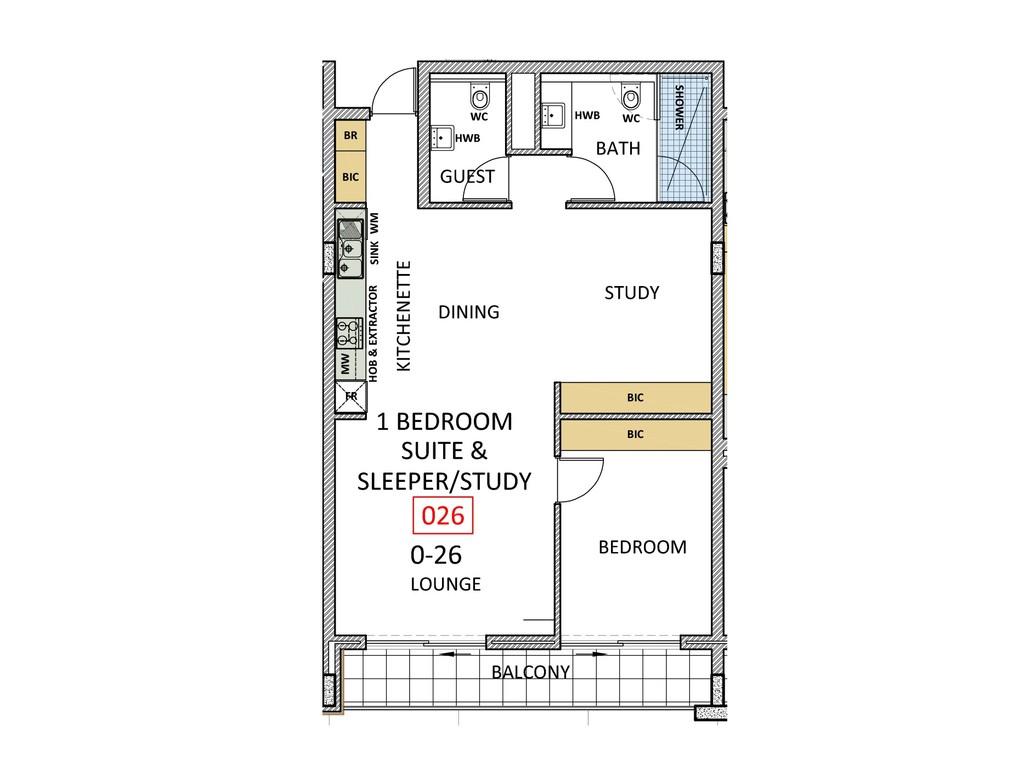 WC
HWB
GUEST
HWB
WC
BATH
SHOWER
BR
BIC
SINK WM
HOB & EXTRACTOR
KITCHENETTE
MW
FR
DINING
STUDY
BIC
BIC
1 BEDROOM
SUITE &
SLEEPER/STUDY
026
0-26
LOUNGE
BEDROOM
BALCONY